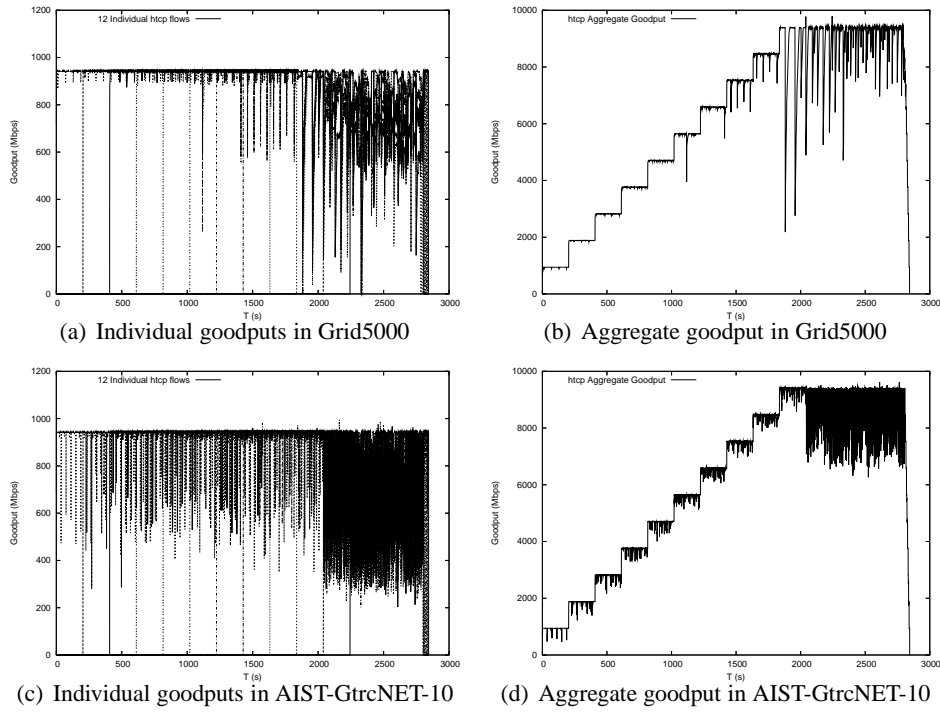 12 Individual htcp flows
Goodput (Mbps)
1200
1000
800
600
400
200
0
0 500 1000 1500 2000 2500 3000
T (s)
(a) Individual goodputs in Grid5000
htcp Aggregate Goodput
Goodput (Mbps)
10000
8000
6000
4000
2000
0
0 500 1000 1500 2000 2500 3000
T (s)
(b) Aggregate goodput in Grid5000
12 Individual htcp flows
Goodput (Mbps)
1200
1000
800
600
400
200
0
0 500 1000 1500 2000 2500 3000
T (s)
(c) Individual goodputs in AIST-GtrcNET-10
htcp Aggregate Goodput
Goodput (Mbps)
10000
8000
6000
4000
2000
0
0 500 1000 1500 2000 2500 3000
T (s)
(d) Aggregate goodput in AIST-GtrcNET-10